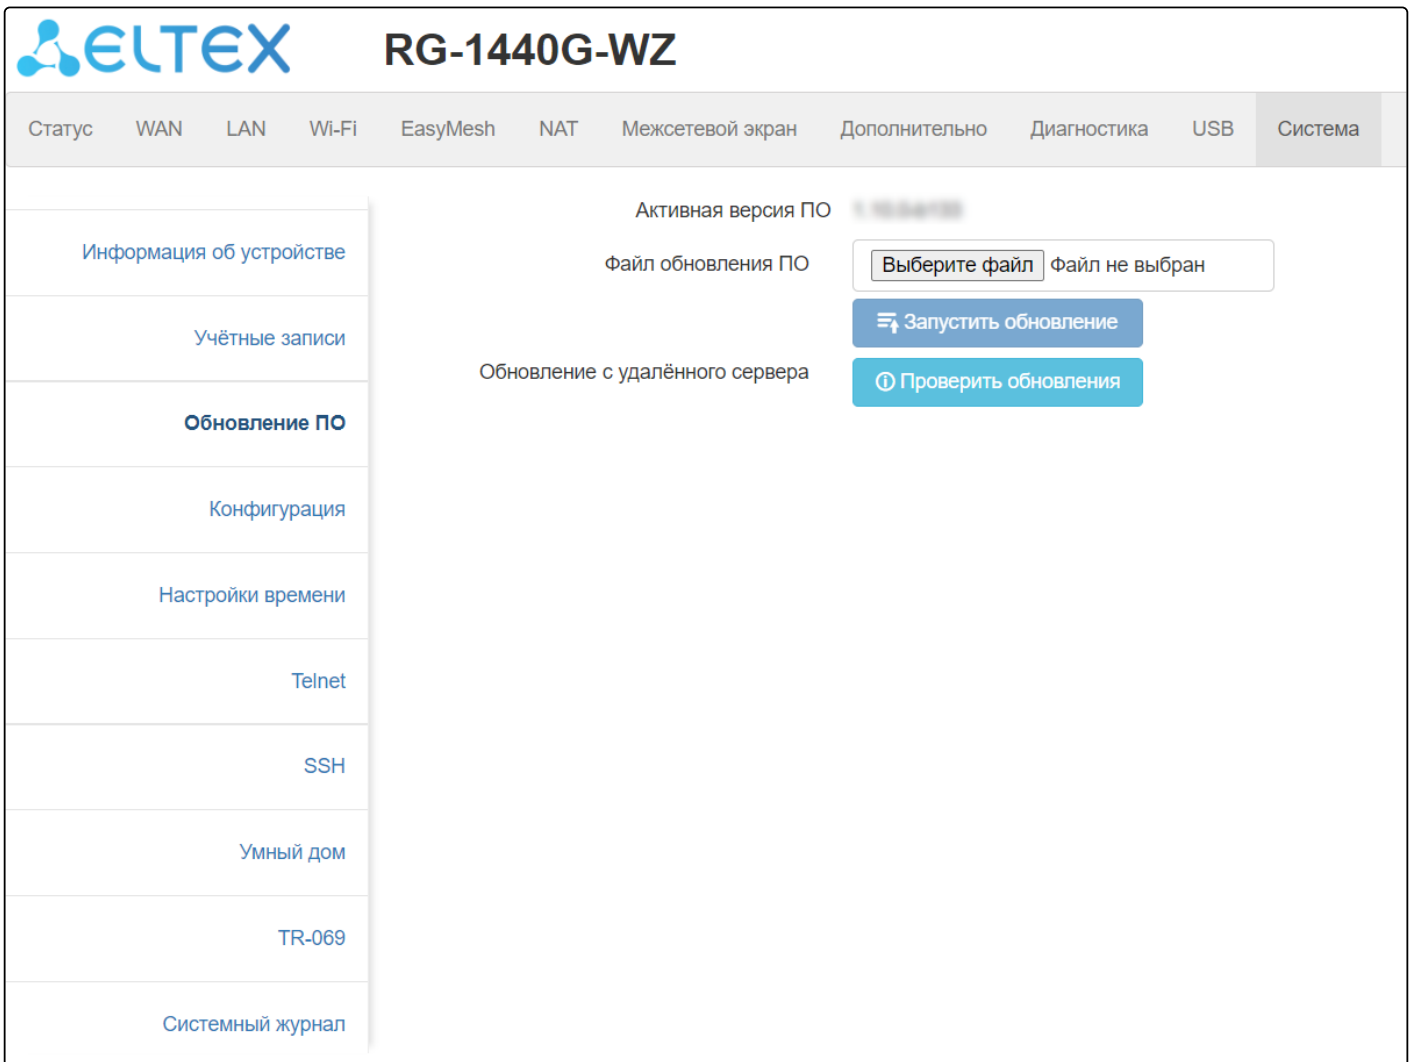 ELTEX RG-1440G-WZ
Статус WAN LAN Wi-Fi EasyMesh NAT Межсетевой экран Дополнительно Диагностика USB Система
Информация об устройстве
Учётные записи
Обновление ПО
Конфигурация
Настройки времени
Telnet
SSH
Умный дом
TR-069
Системный журнал
Активная версия ПО
Файл обновления ПО Выберите файл Файл не выбран
Запустить обновление
Обновление с удалённого сервера Проверить обновления